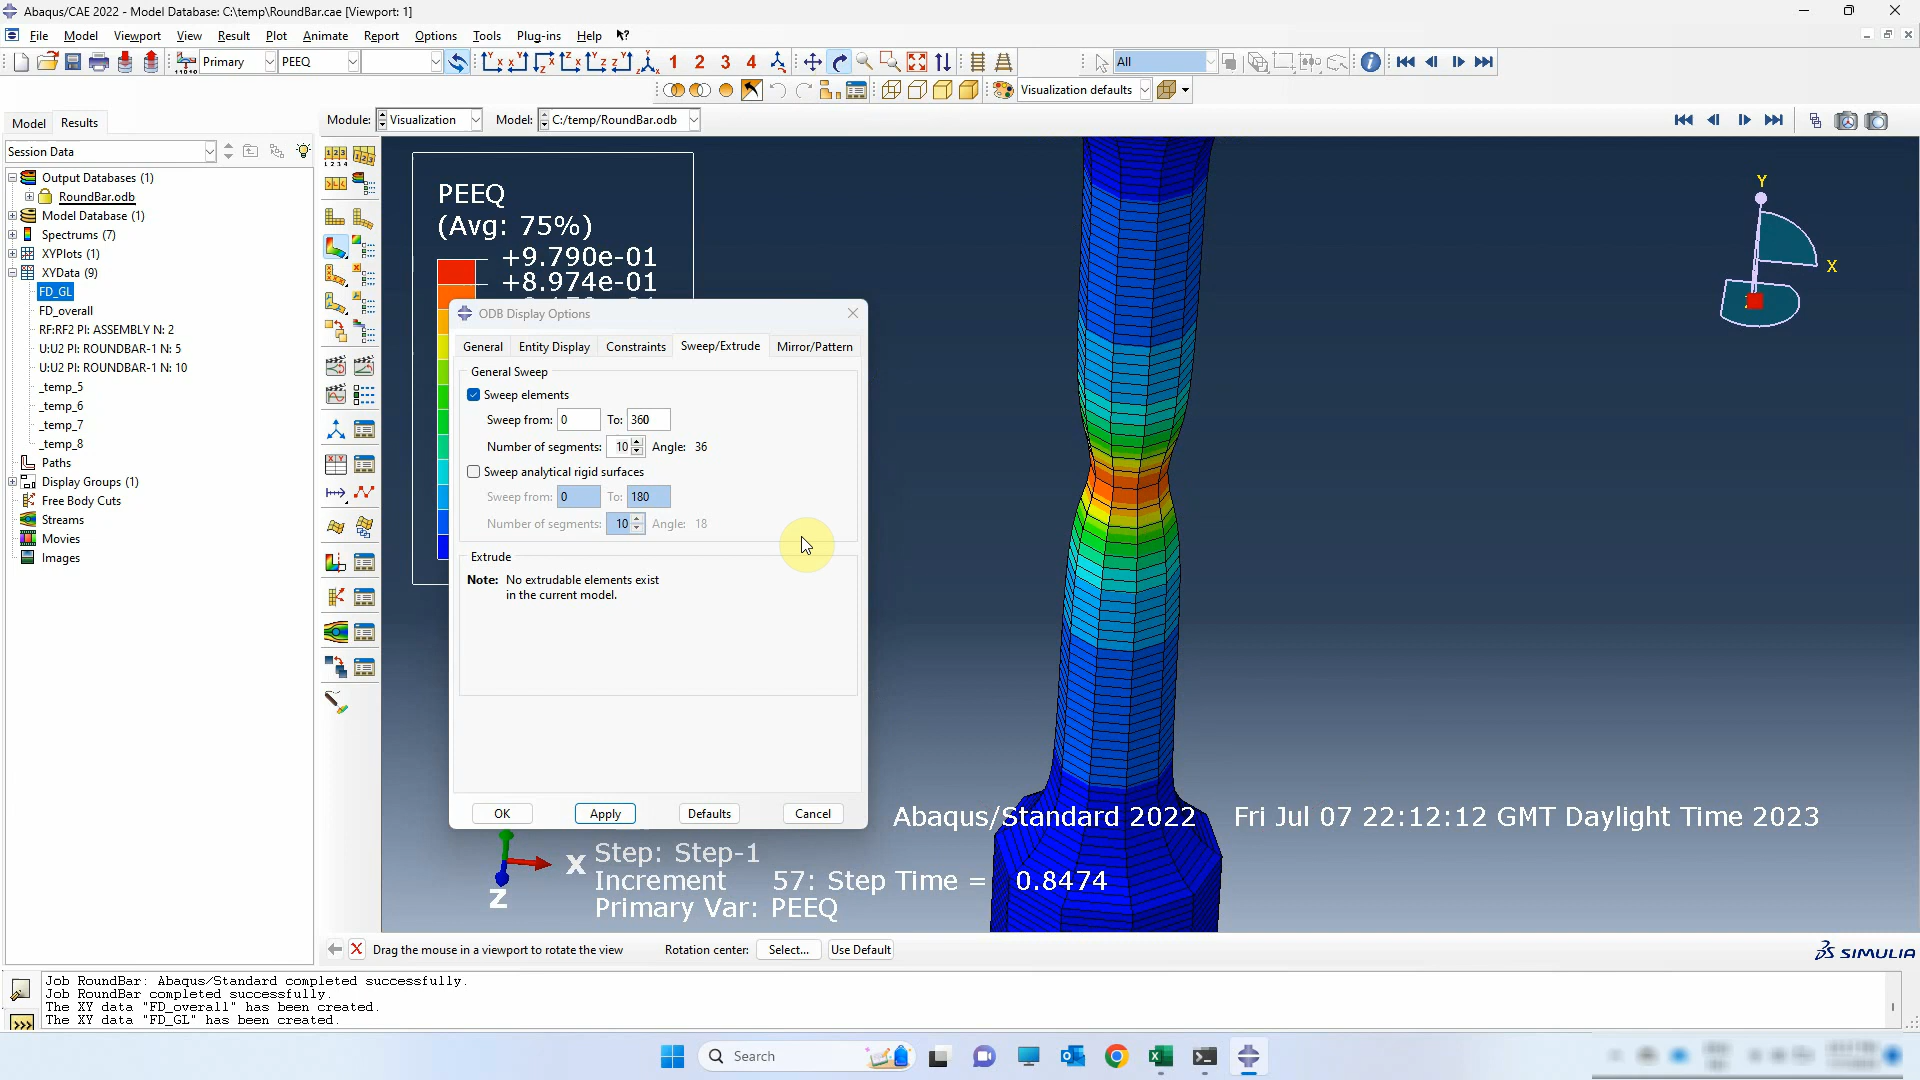 Abaqus/CAE 2022 - Model Database: C:\temp\RoundBar.cae [Viewport: 1]
File Model Viewport View Result Plot Animate Report Options Tools Plug-ins Help
Primary PEEQ 1 2 3 4 All
Visualization defaults
Model Results Module: Visualization Model: C:/temp/RoundBar.odb
Session Data
Output Databases (1)
RoundBar.odb
Model Database (1)
Spectrums (7)
XYPlots (1)
XYData (9)
FD_GL
FD_overall
RF:RF2 PI: ASSEMBLY N: 2
U:U2 PI: ROUNDBAR-1 N: 5
U:U2 PI: ROUNDBAR-1 N: 10
_temp_5
_temp_6
_temp_7
_temp_8
Paths
Display Groups (1)
Free Body Cuts
Streams
Movies
Images
PEEQ
(Avg: 75%)
+9.790e-01
+8.974e-01
Y
X
ODB Display Options
General Entity Display Constraints Sweep/Extrude Mirror/Pattern
General Sweep
Sweep elements
Sweep from: 0 To: 360
Number of segments: 10 Angle: 36
Sweep analytical rigid surfaces
Sweep from: 0 To: 180
Number of segments: 10 Angle: 18
Extrude
Note: No extrudable elements exist
in the current model.
OK Apply Defaults Cancel
Abaqus/Standard 2022 Fri Jul 07 22:12:12 GMT Daylight Time 2023
X
Z
Step: Step-1
Increment 57: Step Time = 0.8474
Primary Var: PEEQ
Drag the mouse in a viewport to rotate the view Rotation center: Select... Use Default
SIMULIA
Job RoundBar: Abaqus/Standard completed successfully.
Job RoundBar completed successfully.
The XY data "FD_overall" has been created.
The XY data "FD_GL" has been created.
Search